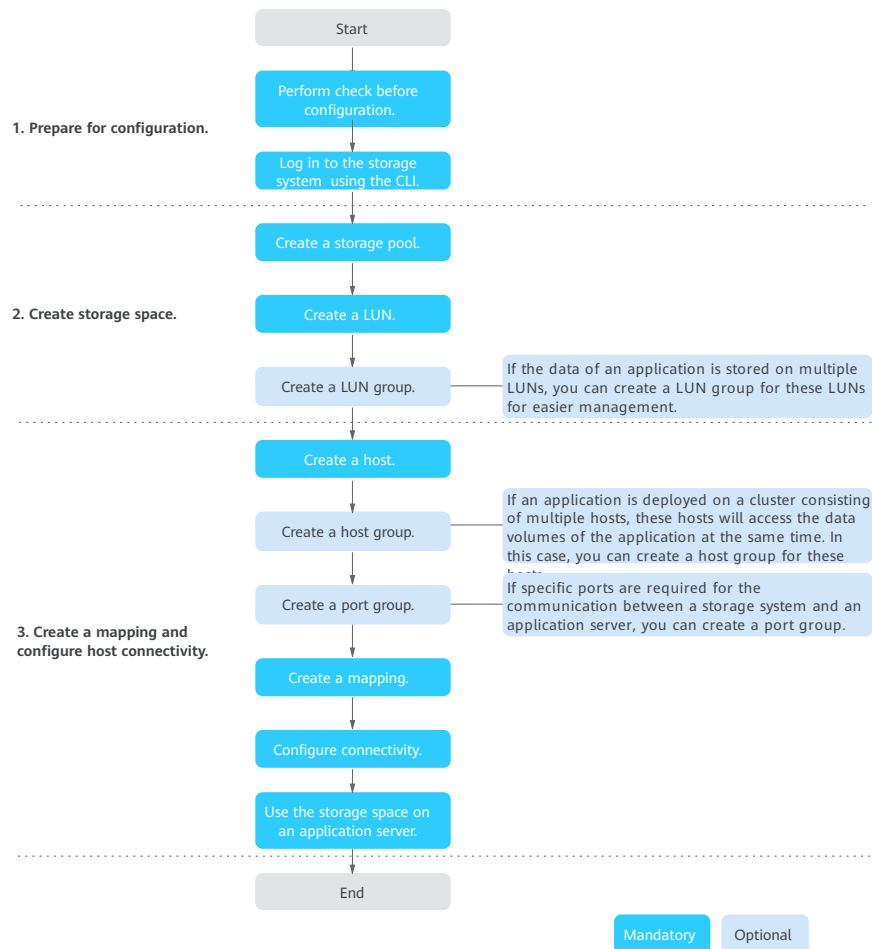 Start
Perform check before
configuration.
1. Prepare for configuration.
Log in to the storage
system using the CLI.
Create a storage pool.
2. Create storage space.
Create a LUN.
Create a LUN group.
If the data of an application is stored on multiple
LUNs, you can create a LUN group for these LUNs
for easier management.
Create a host.
Create a host group.
If an application is deployed on a cluster consisting
of multiple hosts, these hosts will access the data
volumes of the application at the same time. In
this case, you can create a host group for these
Create a port group.
If specific ports are required for the
communication between a storage system and an
application server, you can create a port group.
3. Create a mapping and
configure host connectivity.
Create a mapping.
Configure connectivity.
Use the storage space on
an application server.
End
Mandatory
Optional